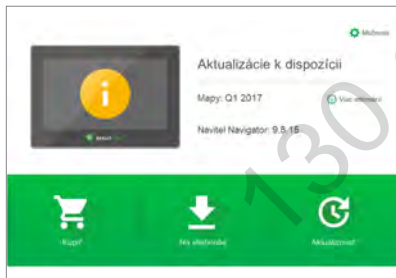 Možnosti
Aktualizácie k dispozícii
Mapy: Q1 2017
Viac informácií
Navitel Navigator: 9.8.15
Kúpiť
Na stiahnutie
Aktualizovať
130